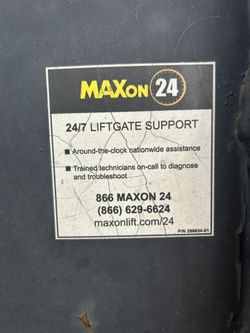 MAXON 24
24/7 LIFTGATE SUPPORT
Around-the-clock nationwide assistance
Trained technicians on-call to diagnose
and troubleshoot
866 MAXON 24
(866) 629-6624
maxonlift.com/24
P/N 298634-01